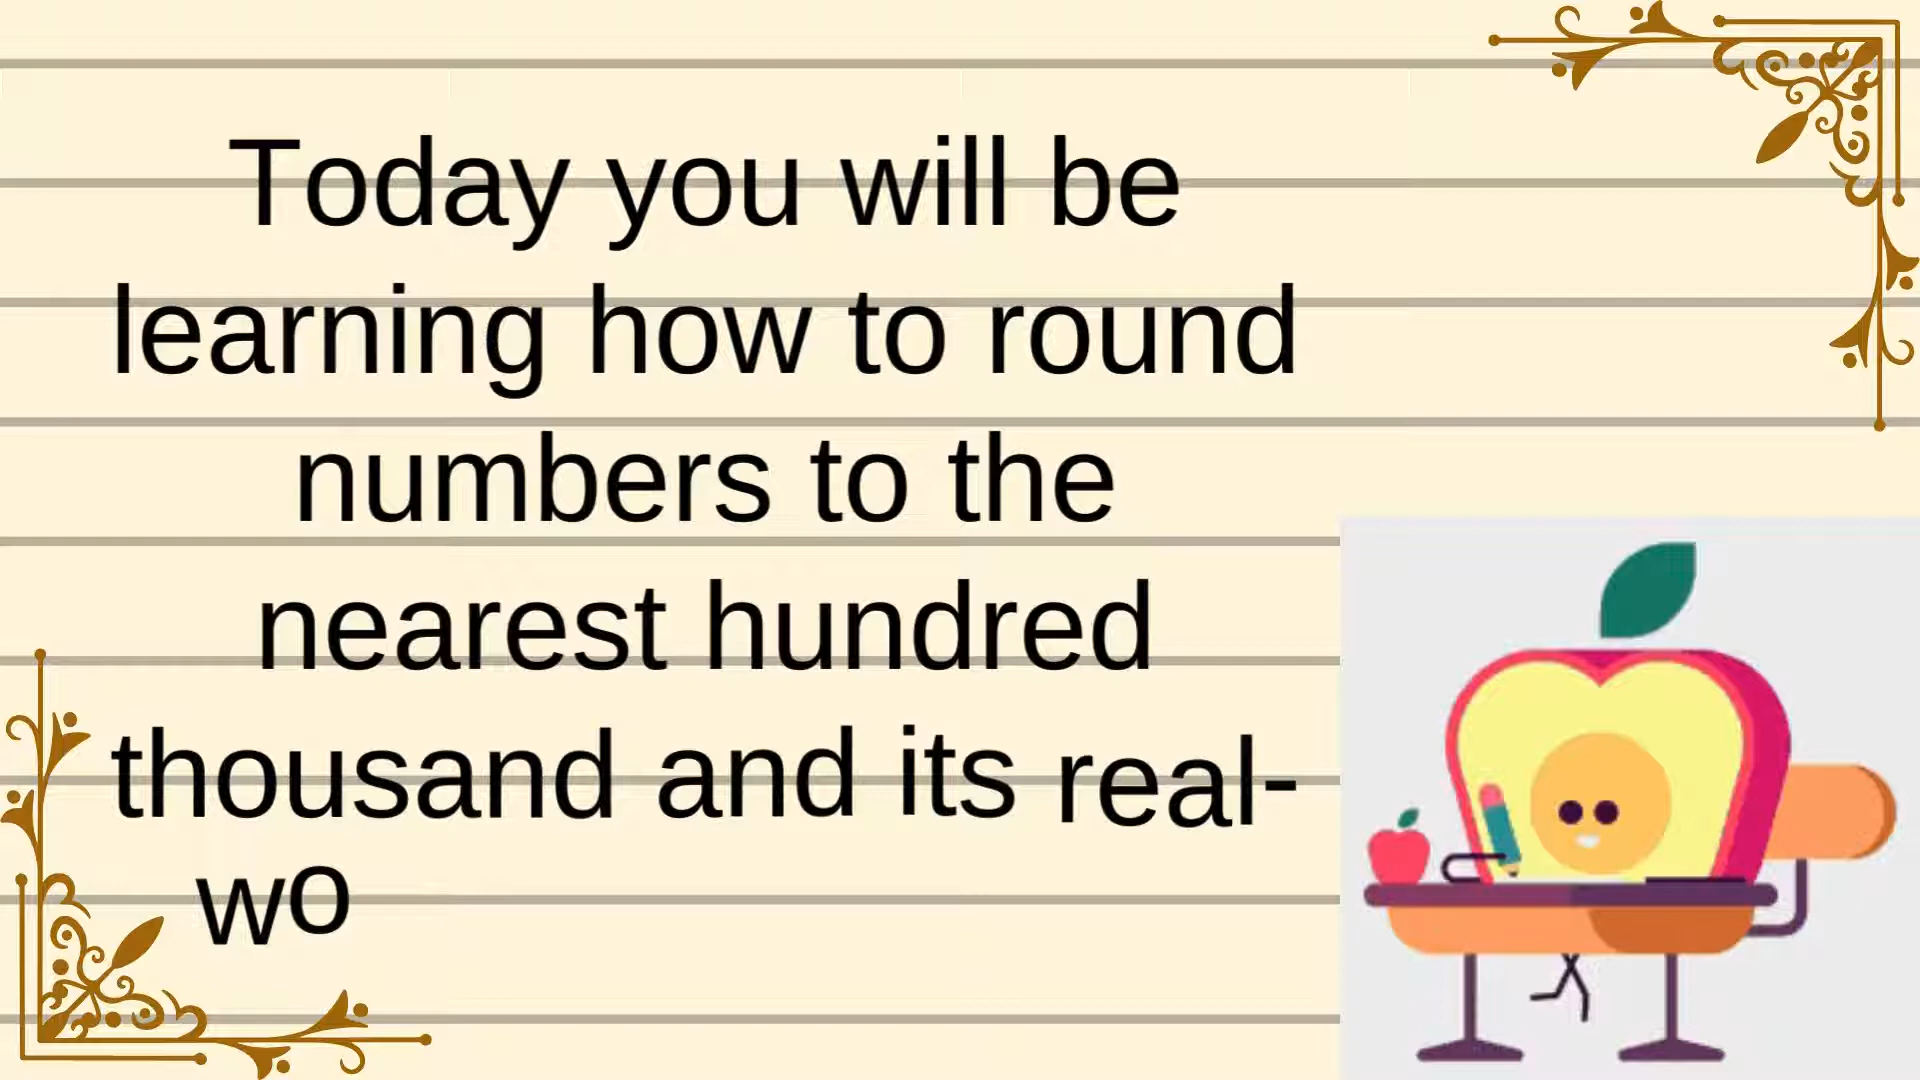 Today you will be
learning how to round
numbers to the
nearest hundred
thousand and its real-
wo